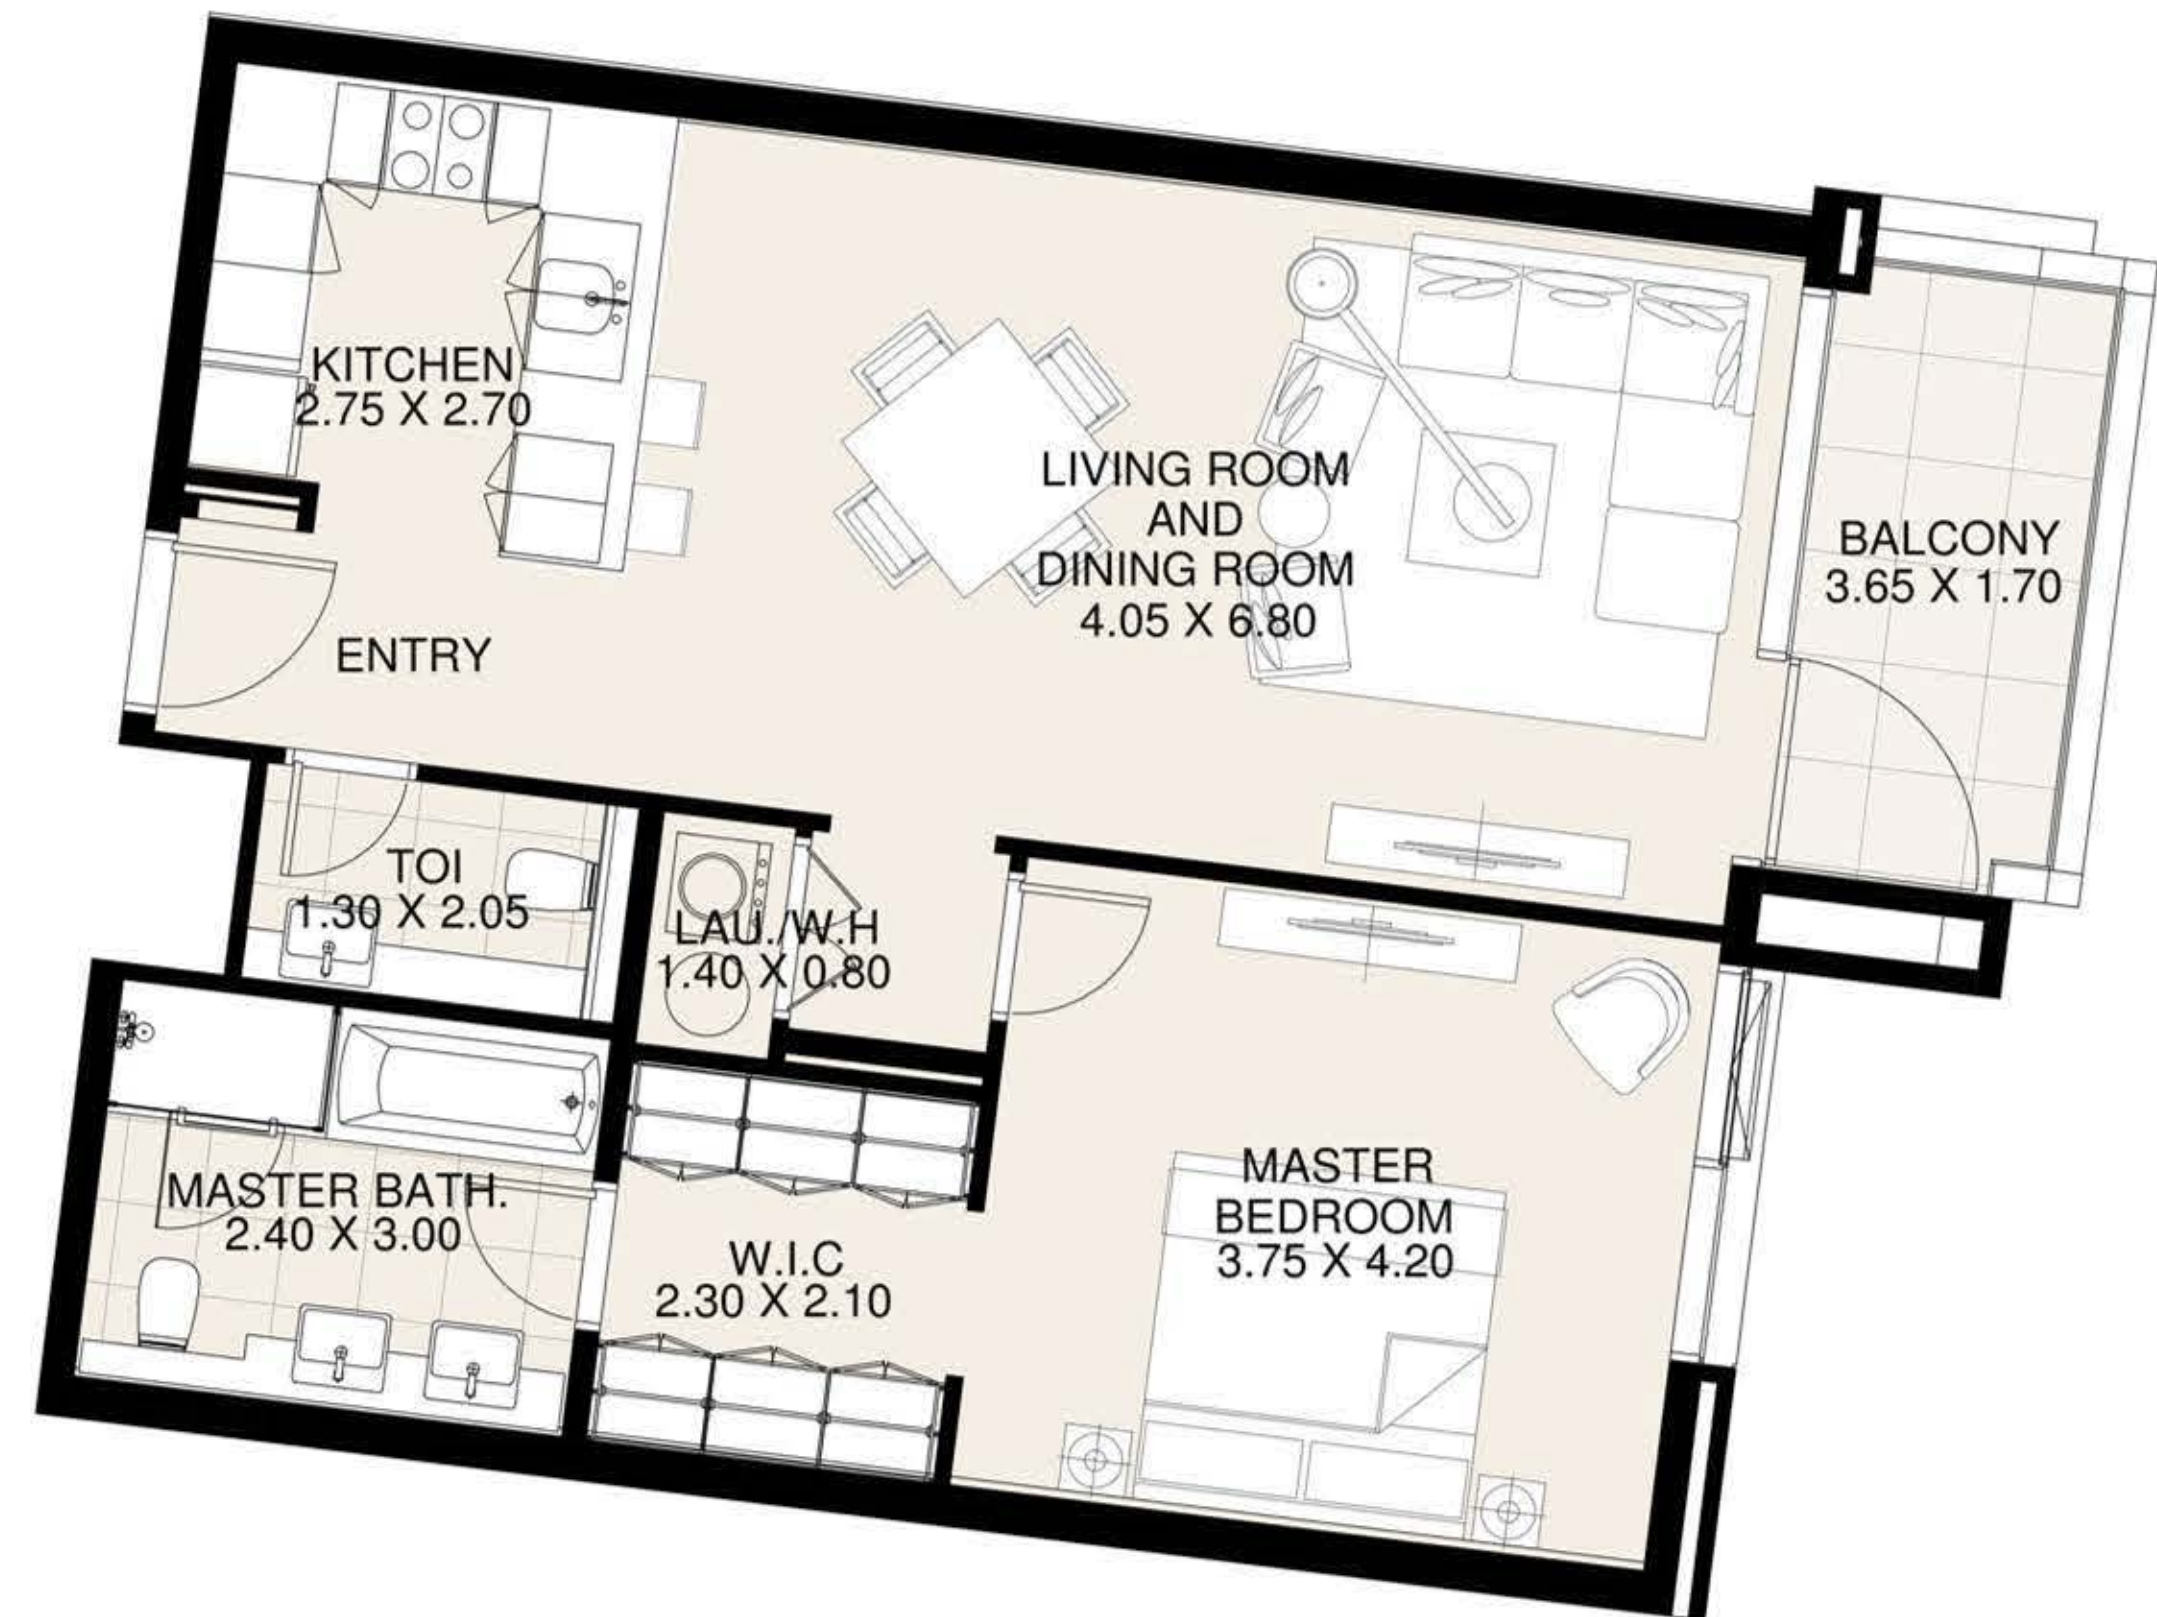 KITCHEN
2.75 X 2.70
LIVING ROOM
AND
DINING ROOM
4.05 X 6.80
BALCONY
3.65 X 1.70
ENTRY
TOI
1.30 X 2.05
LAU./W.H
1.40 X 0.80
MASTER BATH.
2.40 X 3.00
W.I.C
2.30 X 2.10
MASTER
BEDROOM
3.75 X 4.20